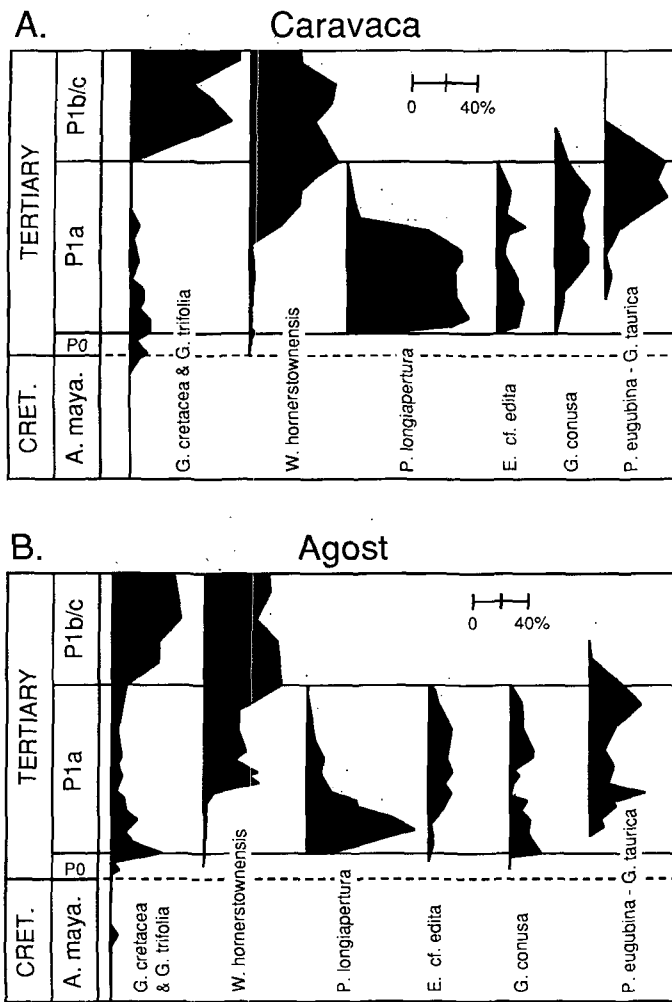 A.
Caravaca
TERTIARY
CRET.
P1b/c
P1a
P0
A. maya.
0 40%
G. cretacea & G. trifolia
W. hornerstownensis
P. longiapertura
E. cf. edita
G. conusa
P. eugubina - G. taurica
B.
Agost
TERTIARY
CRET.
P1b/c
P1a
P0
A. maya.
0 40%
G. cretacea
& G. trifolia
W. hornerstownensis
P. longiapertura
E. cf. edita
G. conusa
P. eugubina - G. taurica